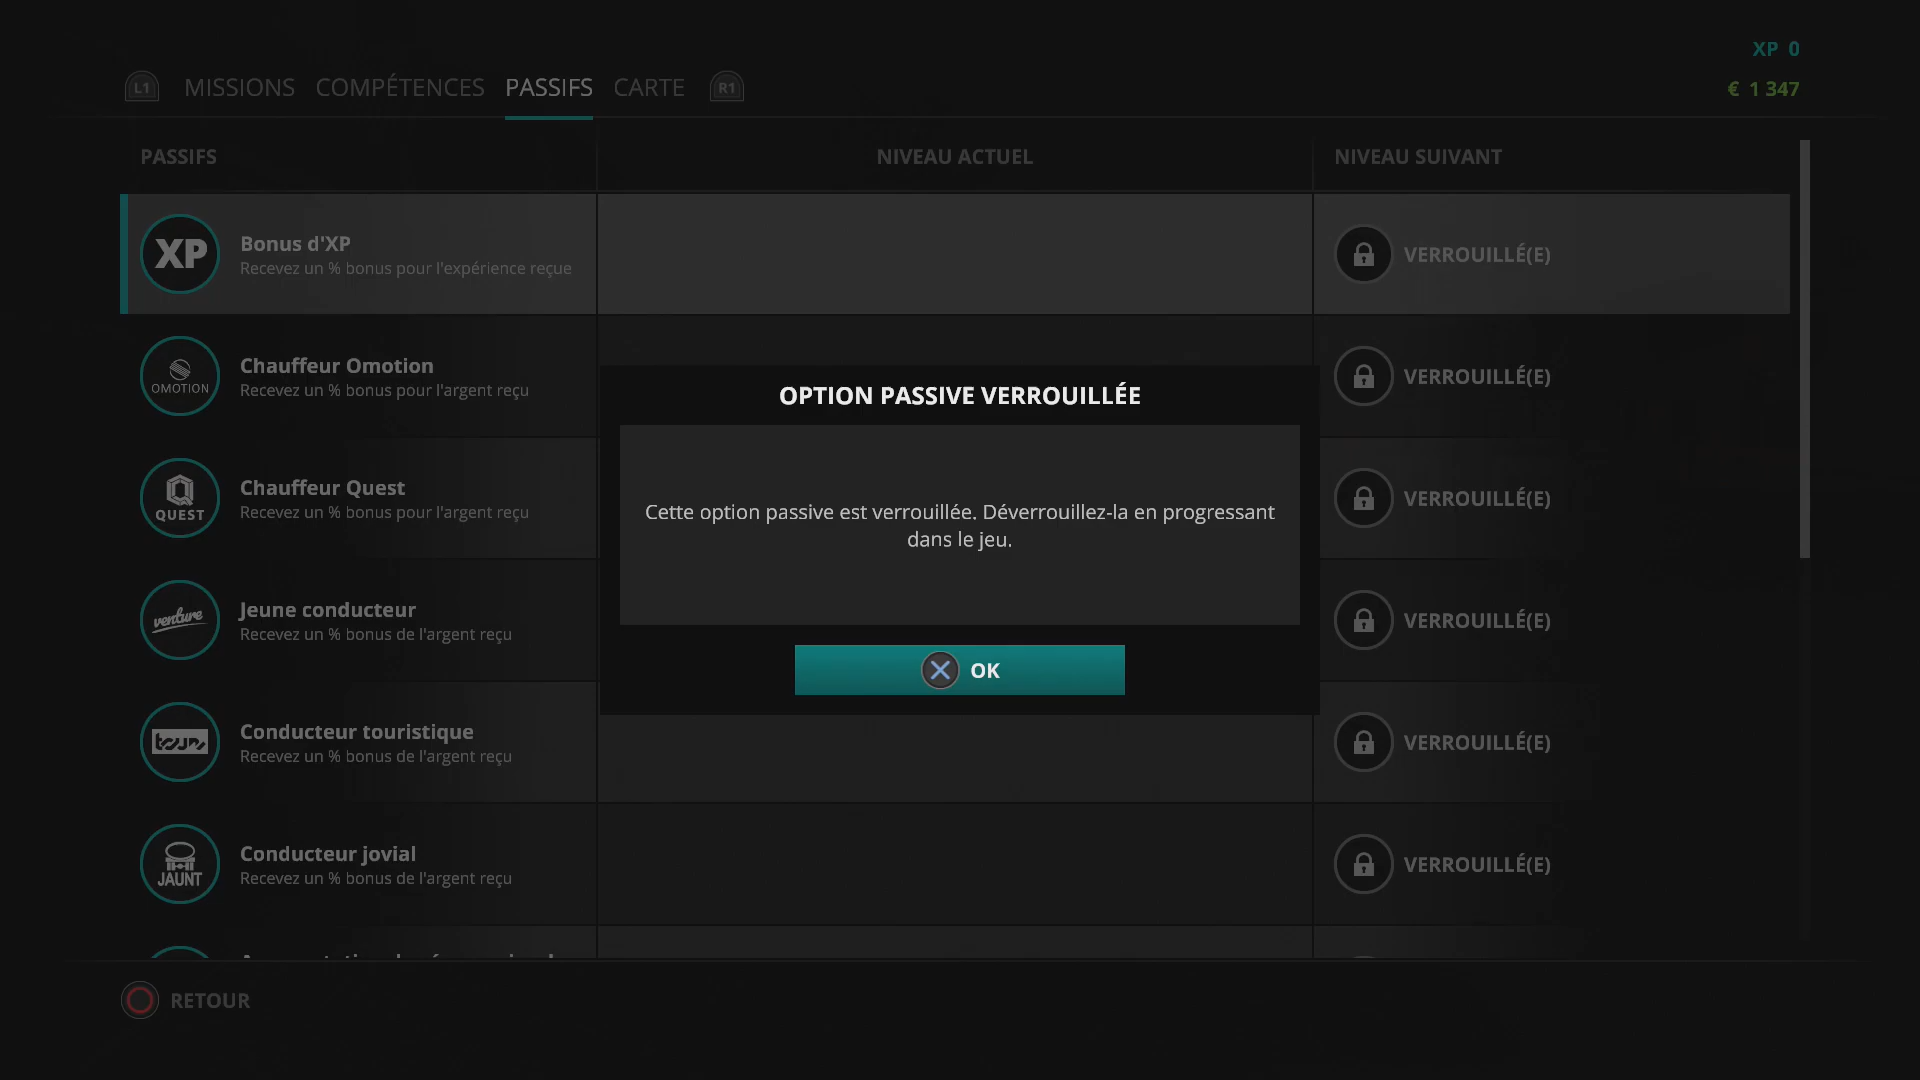 XP 0
L1 MISSIONS COMPÉTENCES PASSIFS CARTE R1
€ 1 347
PASSIFS NIVEAU ACTUEL NIVEAU SUIVANT
XP
Bonus d'XP
Recevez un % bonus pour l'expérience reçue
VERROUILLÉ(E)
OMOTION
Chauffeur Omotion
Recevez un % bonus pour l'argent reçu
VERROUILLÉ(E)
OPTION PASSIVE VERROUILLÉE
QUEST
Chauffeur Quest
Recevez un % bonus pour l'argent reçu
VERROUILLÉ(E)
Cette option passive est verrouillée. Déverrouillez-la en progressant
dans le jeu.
venture
Jeune conducteur
Recevez un % bonus de l'argent reçu
VERROUILLÉ(E)
OK
tour
Conducteur touristique
Recevez un % bonus de l'argent reçu
VERROUILLÉ(E)
JAUNT
Conducteur jovial
Recevez un % bonus de l'argent reçu
VERROUILLÉ(E)
RETOUR